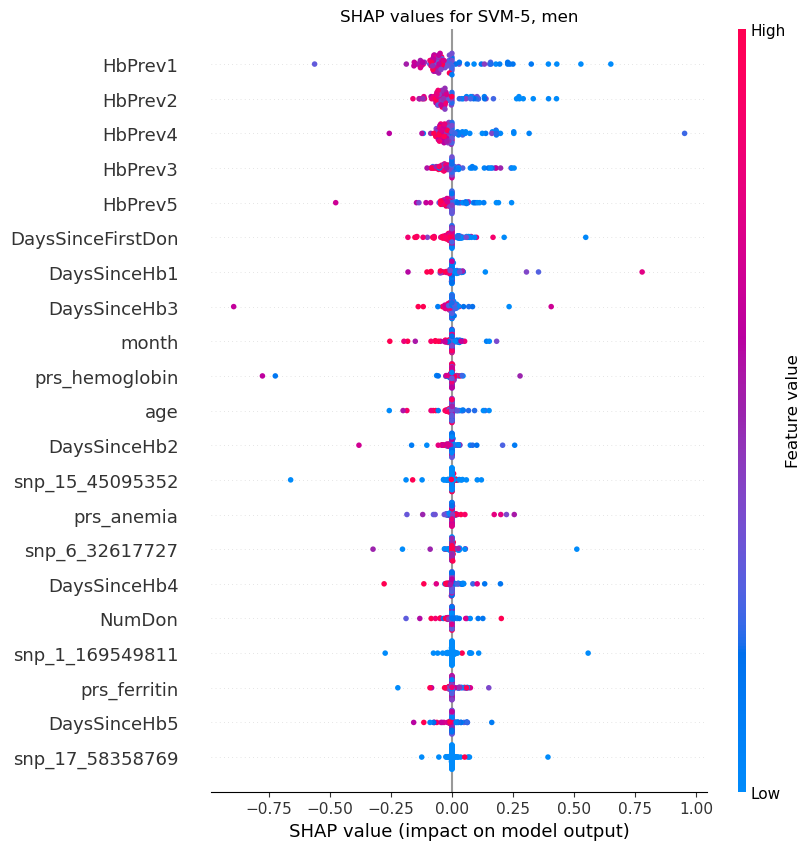 SHAP values for SVM-5, men
High
HbPrev1
HbPrev2
HbPrev4
HbPrev3
HbPrev5
DaysSinceFirstDon
DaysSinceHb1
DaysSinceHb3
month
prs_hemoglobin
age
DaysSinceHb2
snp_15_45095352
prs_anemia
snp_6_32617727
DaysSinceHb4
NumDon
snp_1_169549811
prs_ferritin
DaysSinceHb5
snp_17_58358769
Feature value
Low
−0.75 −0.50 −0.25 0.00 0.25 0.50 0.75 1.00
SHAP value (impact on model output)